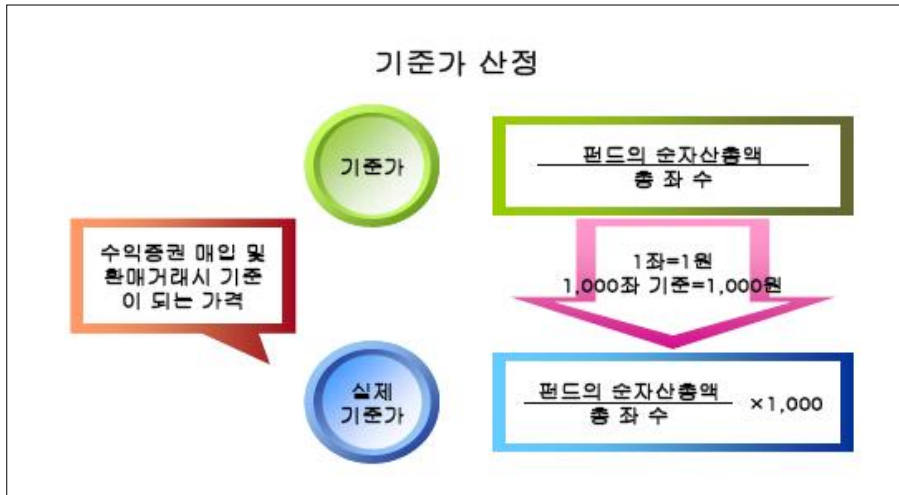 기준가 산정
기준가
펀드의 순자산총액
총 좌 수
수익증권 매입 및
환매거래시 기준
이 되는 가격
1좌=1원
1,000좌 기준=1,000원
실제
기준가
펀드의 순자산총액
총 좌 수
×1,000